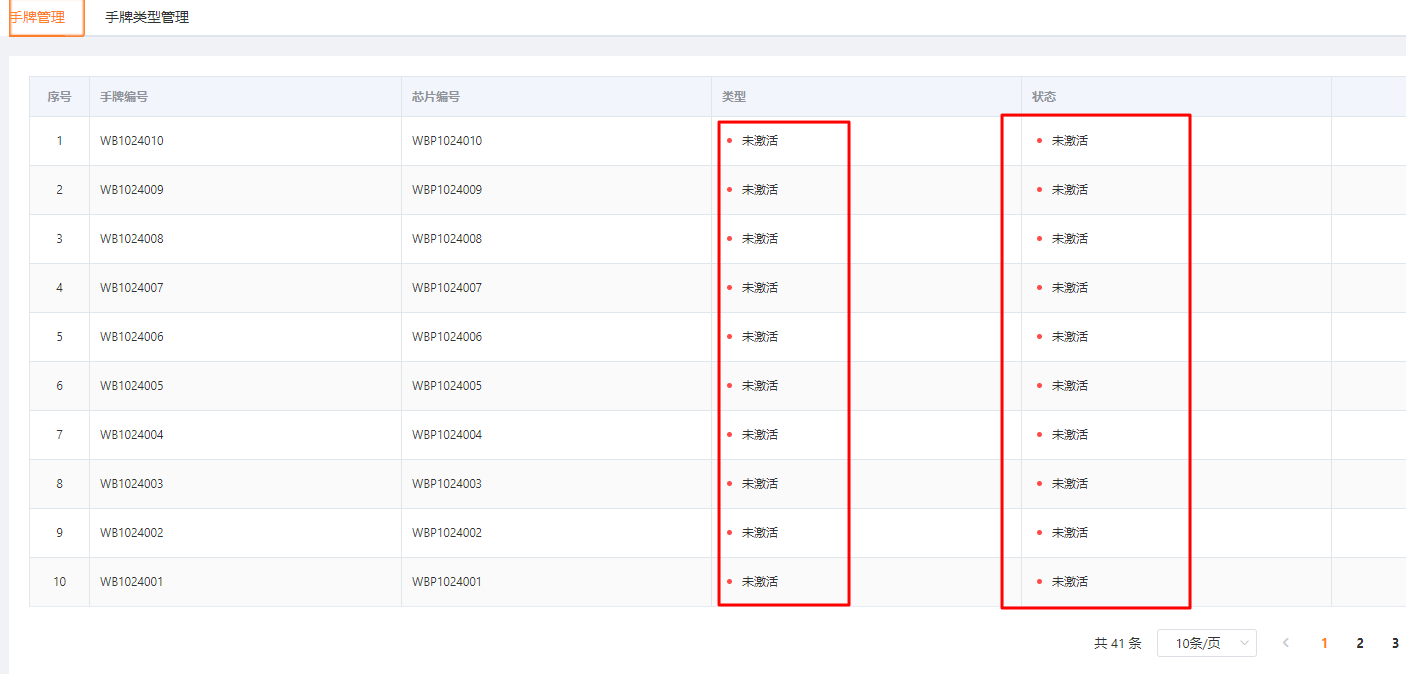 手牌管理 手牌类型管理
序号 手牌编号 芯片编号 类型 状态
1 WB1024010 WBP1024010 未激活 未激活
2 WB1024009 WBP1024009 未激活 未激活
3 WB1024008 WBP1024008 未激活 未激活
4 WB1024007 WBP1024007 未激活 未激活
5 WB1024006 WBP1024006 未激活 未激活
6 WB1024005 WBP1024005 未激活 未激活
7 WB1024004 WBP1024004 未激活 未激活
8 WB1024003 WBP1024003 未激活 未激活
9 WB1024002 WBP1024002 未激活 未激活
10 WB1024001 WBP1024001 未激活 未激活
共 41 条 10条/页 1 2 3